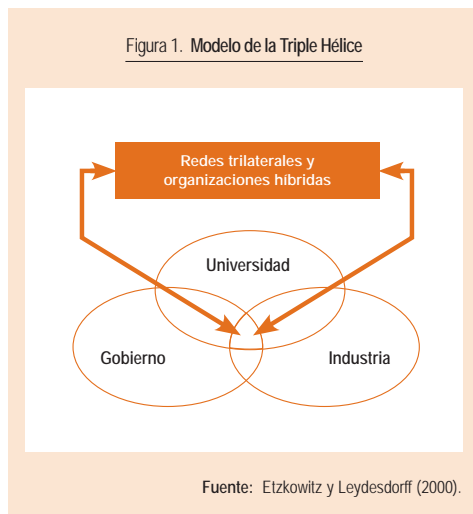 Figura 1. Modelo de la Triple Hélice
Redes trilaterales y
organizaciones híbridas
Universidad
Gobierno
Industria
Fuente: Etzkowitz y Leydesdorff (2000).